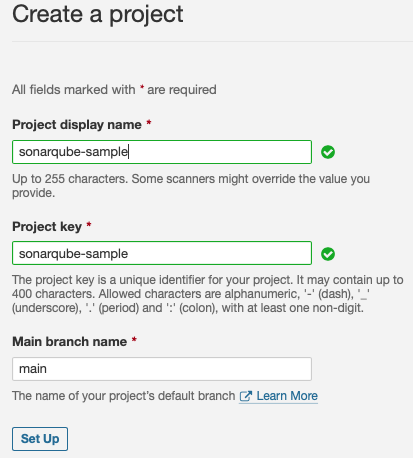 Create a project
All fields marked with * are required
Project display name *
sonarqube-sample
Up to 255 characters. Some scanners might override the value you
provide.
Project key *
sonarqube-sample
The project key is a unique identifier for your project. It may contain up to
400 characters. Allowed characters are alphanumeric, '-' (dash), '_'
(underscore), '.' (period) and ':' (colon), with at least one non-digit.
Main branch name *
main
The name of your project's default branch Learn More
Set Up